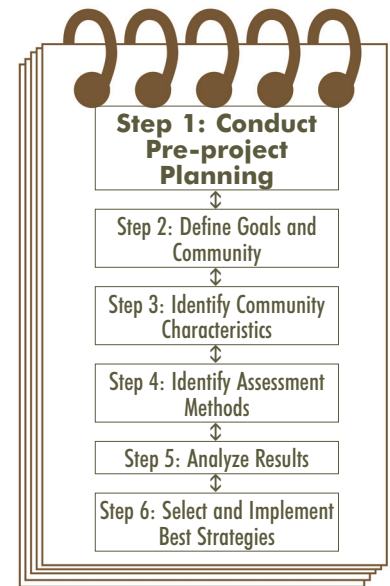 Step 1: Conduct
Pre-project
Planning
Step 2: Define Goals and
Community
Step 3: Identify Community
Characteristics
Step 4: Identify Assessment
Methods
Step 5: Analyze Results
Step 6: Select and Implement
Best Strategies